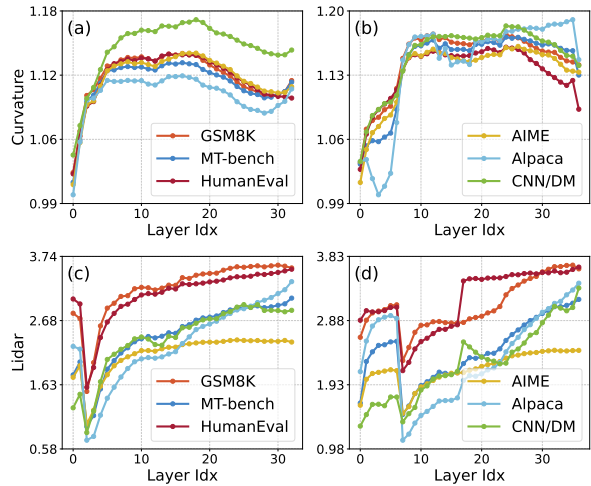 (a)
Curvature
1.18
1.12
1.06
0.99
0
10
20
30
Layer Idx
GSM8K
MT-bench
HumanEval
(b)
1.20
1.13
1.06
0.99
0
10
20
30
Layer Idx
AIME
Alpaca
CNN/DM
(c)
Lidar
3.74
2.68
1.63
0.58
0
10
20
30
Layer Idx
GSM8K
MT-bench
HumanEval
(d)
3.83
2.88
1.93
0.98
0
10
20
30
Layer Idx
AIME
Alpaca
CNN/DM